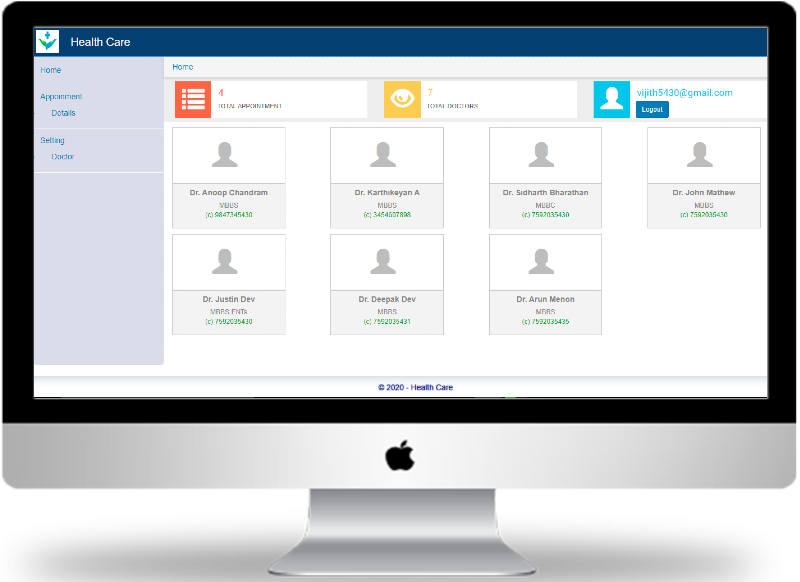 Health Care
Home
Appoinment
Details
Setting
Doctor
Home
4
TOTAL APPOINTMENT
7
TOTAL DOCTORS
vijith5430@gmail.com
Logout
Dr. Anoop Chandram
MBBS
(c) 9847345430
Dr. Karthikeyan A
MBBS
(c) 3454607898
Dr. Sidharth Bharathan
MBBC
(c) 7592035430
Dr. John Mathew
MBBS
(c) 7592035430
Dr. Justin Dev
MBBS,ENTs
(c) 7592035430
Dr. Deepak Dev
MBBS
(c) 7592035431
Dr. Arun Menon
MBBS
(c) 7592035435
© 2020 - Health Care